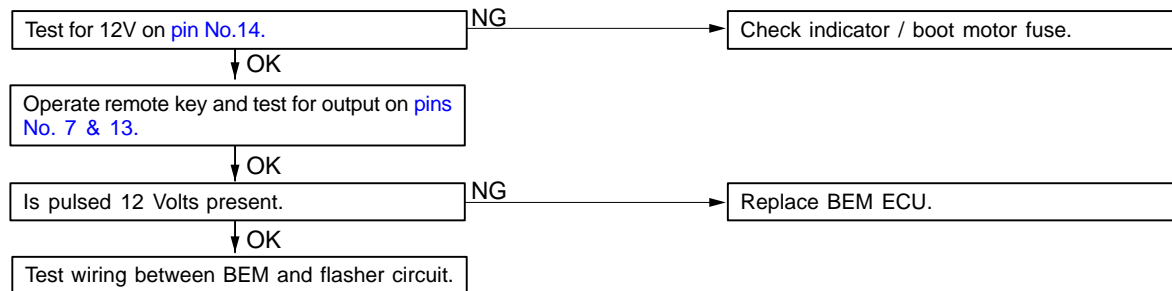 Test for 12V on pin No.14.
NG
Check indicator / boot motor fuse.
OK
Operate remote key and test for output on pins
No. 7 & 13.
OK
Is pulsed 12 Volts present.
NG
Replace BEM ECU.
OK
Test wiring between BEM and flasher circuit.